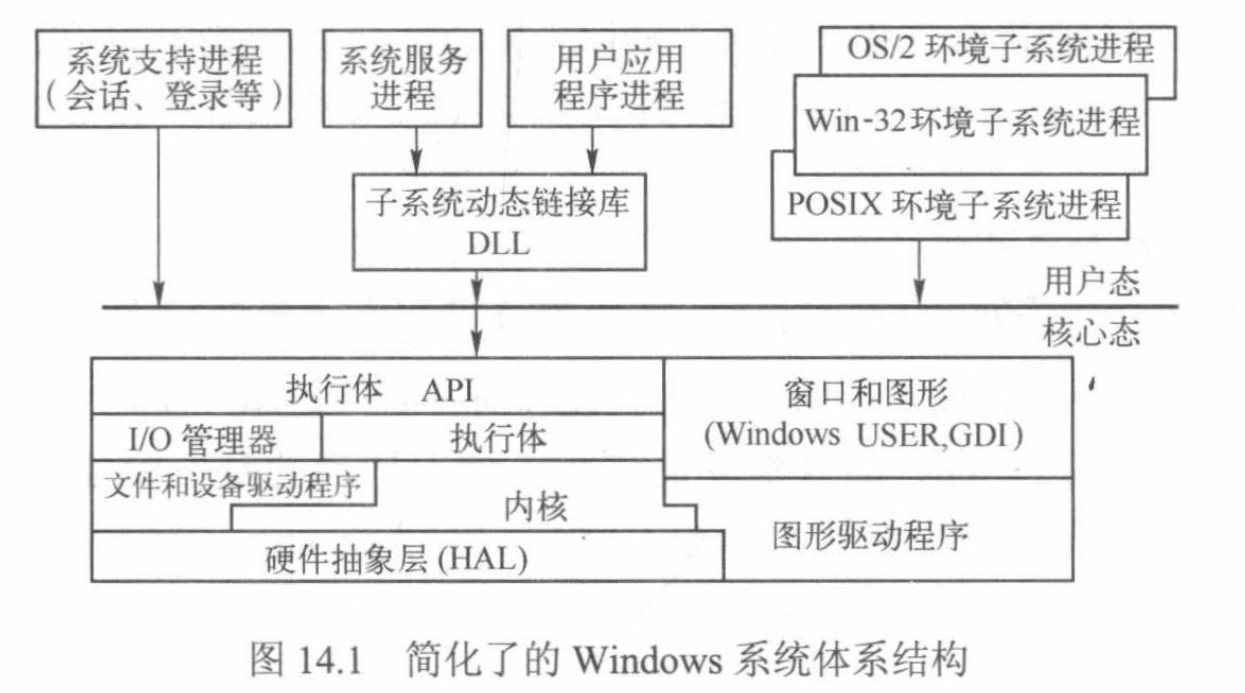 系统支持进程
(会话、登录等)
系统服务
进程
用户应用
程序进程
OS/2 环境子系统进程
Win-32环境子系统进程
POSIX 环境子系统进程
子系统动态链接库
DLL
用户态
核心态
执行体 API
I/O 管理器
执行体
窗口和图形
(Windows USER,GDI)
文件和设备驱动程序
内核
图形驱动程序
硬件抽象层 (HAL)
图 14.1 简化了的 Windows 系统体系结构